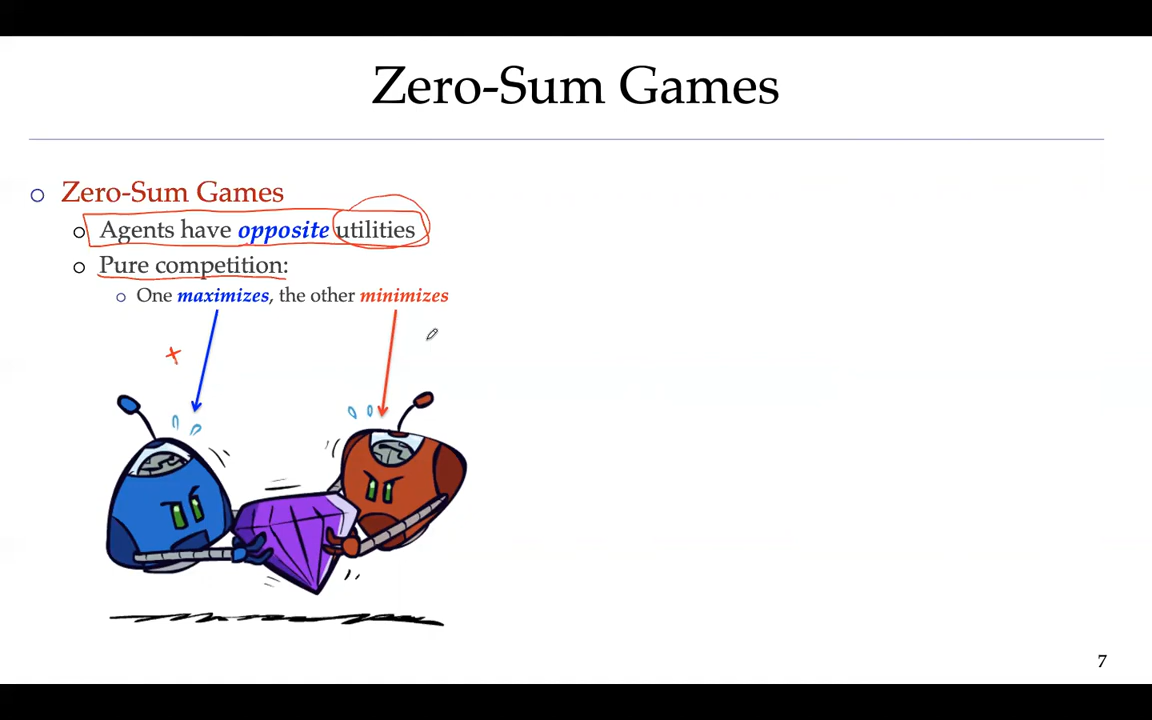 Zero-Sum Games
Zero-Sum Games
Agents have opposite utilities
Pure competition:
One maximizes, the other minimizes
+
7